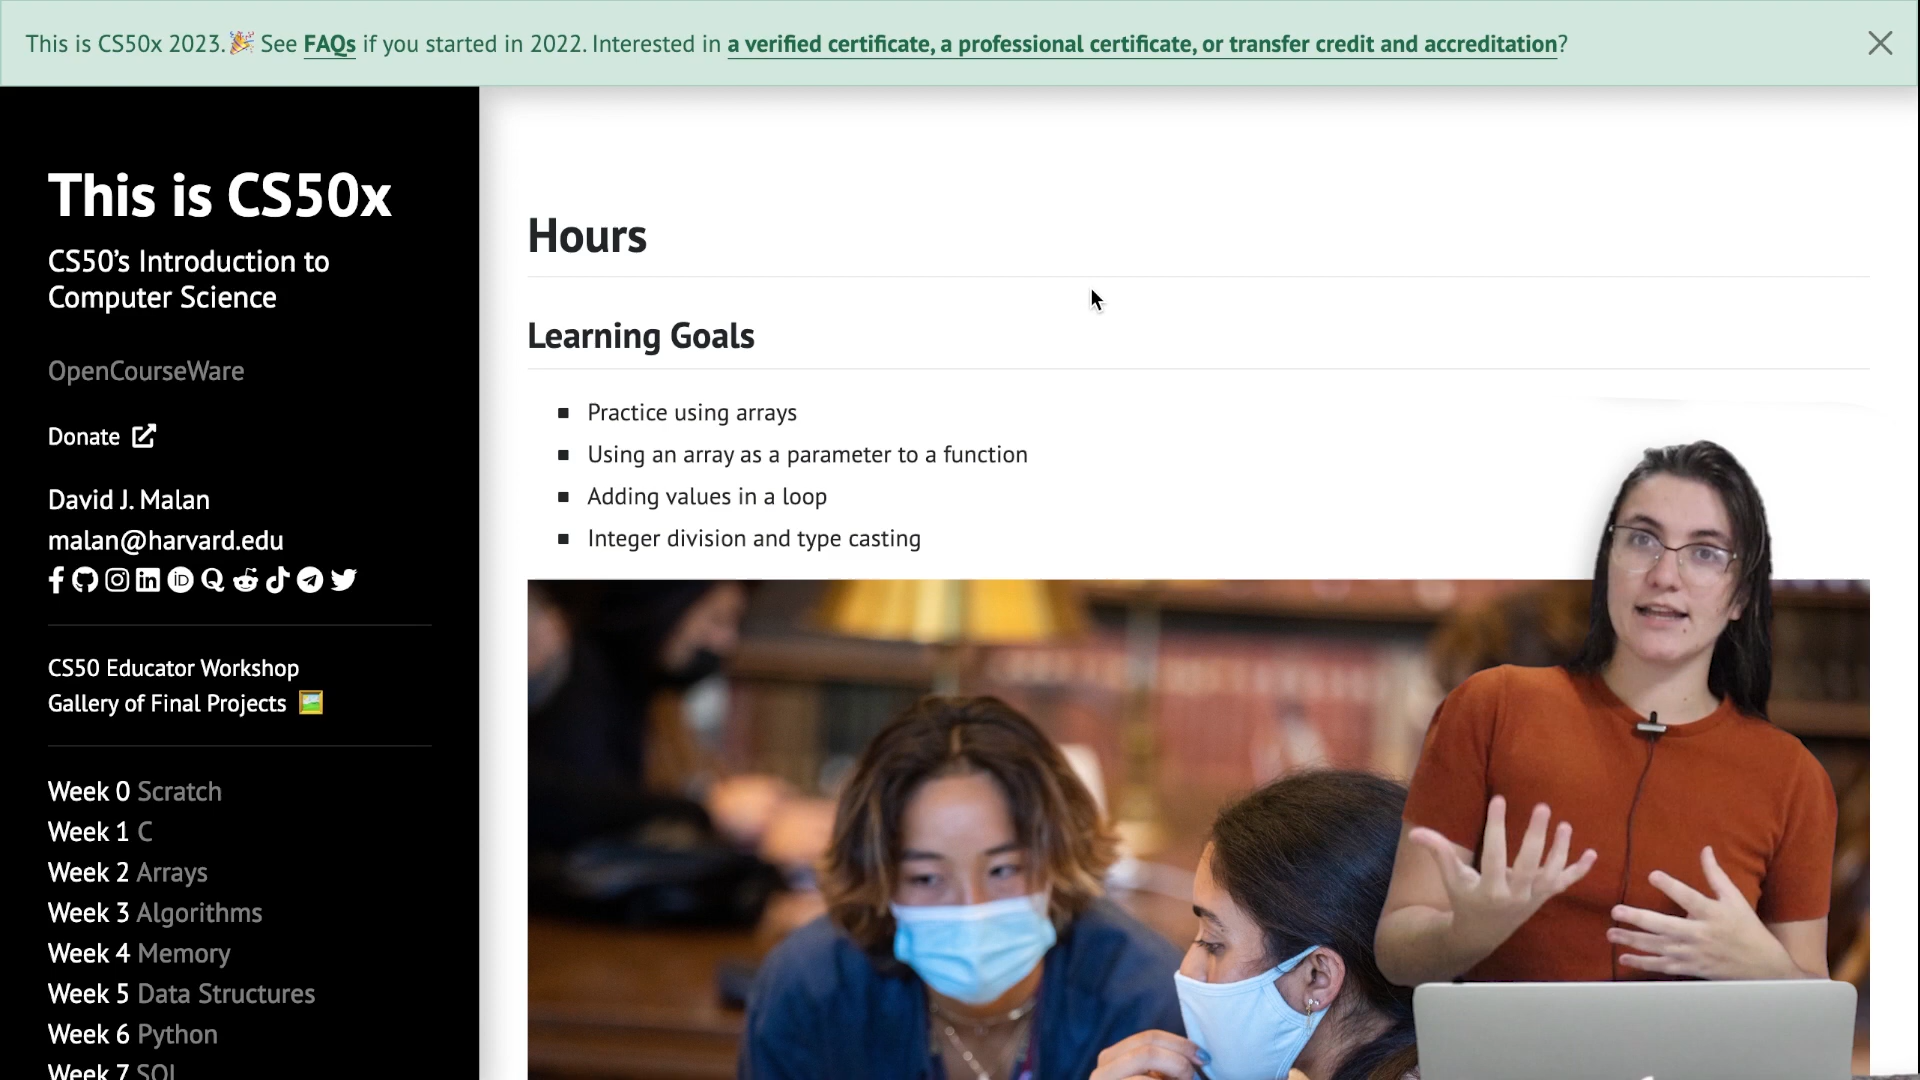 This is CS50x 2023. 🎉 See FAQs if you started in 2022. Interested in a verified certificate, a professional certificate, or transfer credit and accreditation?
This is CS50x
CS50’s Introduction to
Computer Science
OpenCourseWare
Donate
David J. Malan
malan@harvard.edu
CS50 Educator Workshop
Gallery of Final Projects 🖼️
Week 0 Scratch
Week 1 C
Week 2 Arrays
Week 3 Algorithms
Week 4 Memory
Week 5 Data Structures
Week 6 Python
Week 7 SQL
Hours
Learning Goals
Practice using arrays
Using an array as a parameter to a function
Adding values in a loop
Integer division and type casting